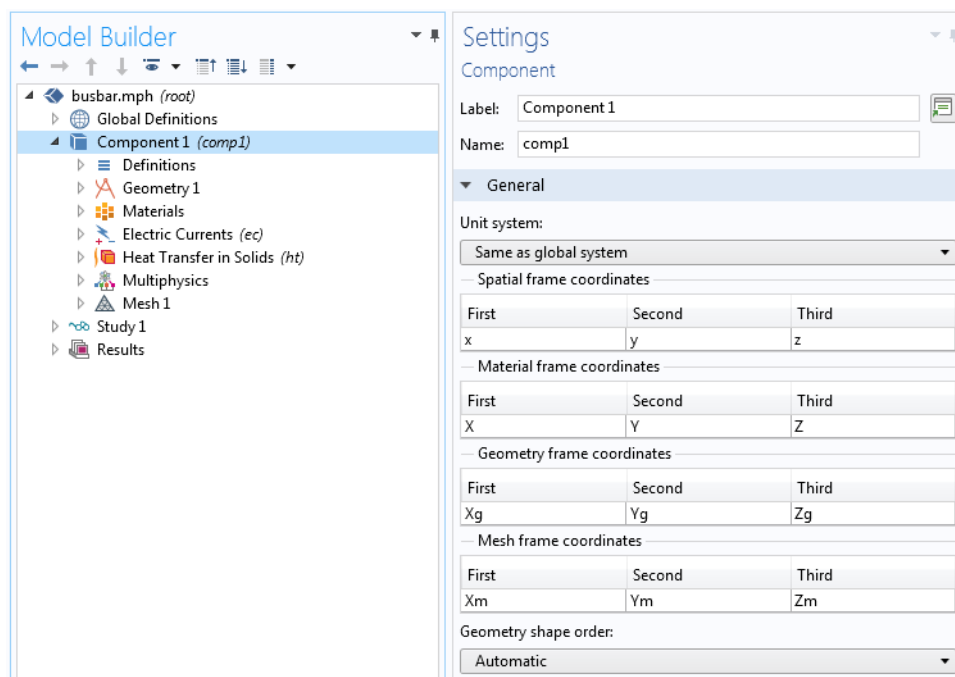 Model Builder
busbar.mph (root)
Global Definitions
Component 1 (comp1)
Definitions
Geometry 1
Materials
Electric Currents (ec)
Heat Transfer in Solids (ht)
Multiphysics
Mesh 1
Study 1
Results
Settings
Component
Label: Component 1
Name: comp1
General
Unit system:
Same as global system
Spatial frame coordinates
First Second Third
x y z
Material frame coordinates
First Second Third
X Y Z
Geometry frame coordinates
First Second Third
Xg Yg Zg
Mesh frame coordinates
First Second Third
Xm Ym Zm
Geometry shape order:
Automatic